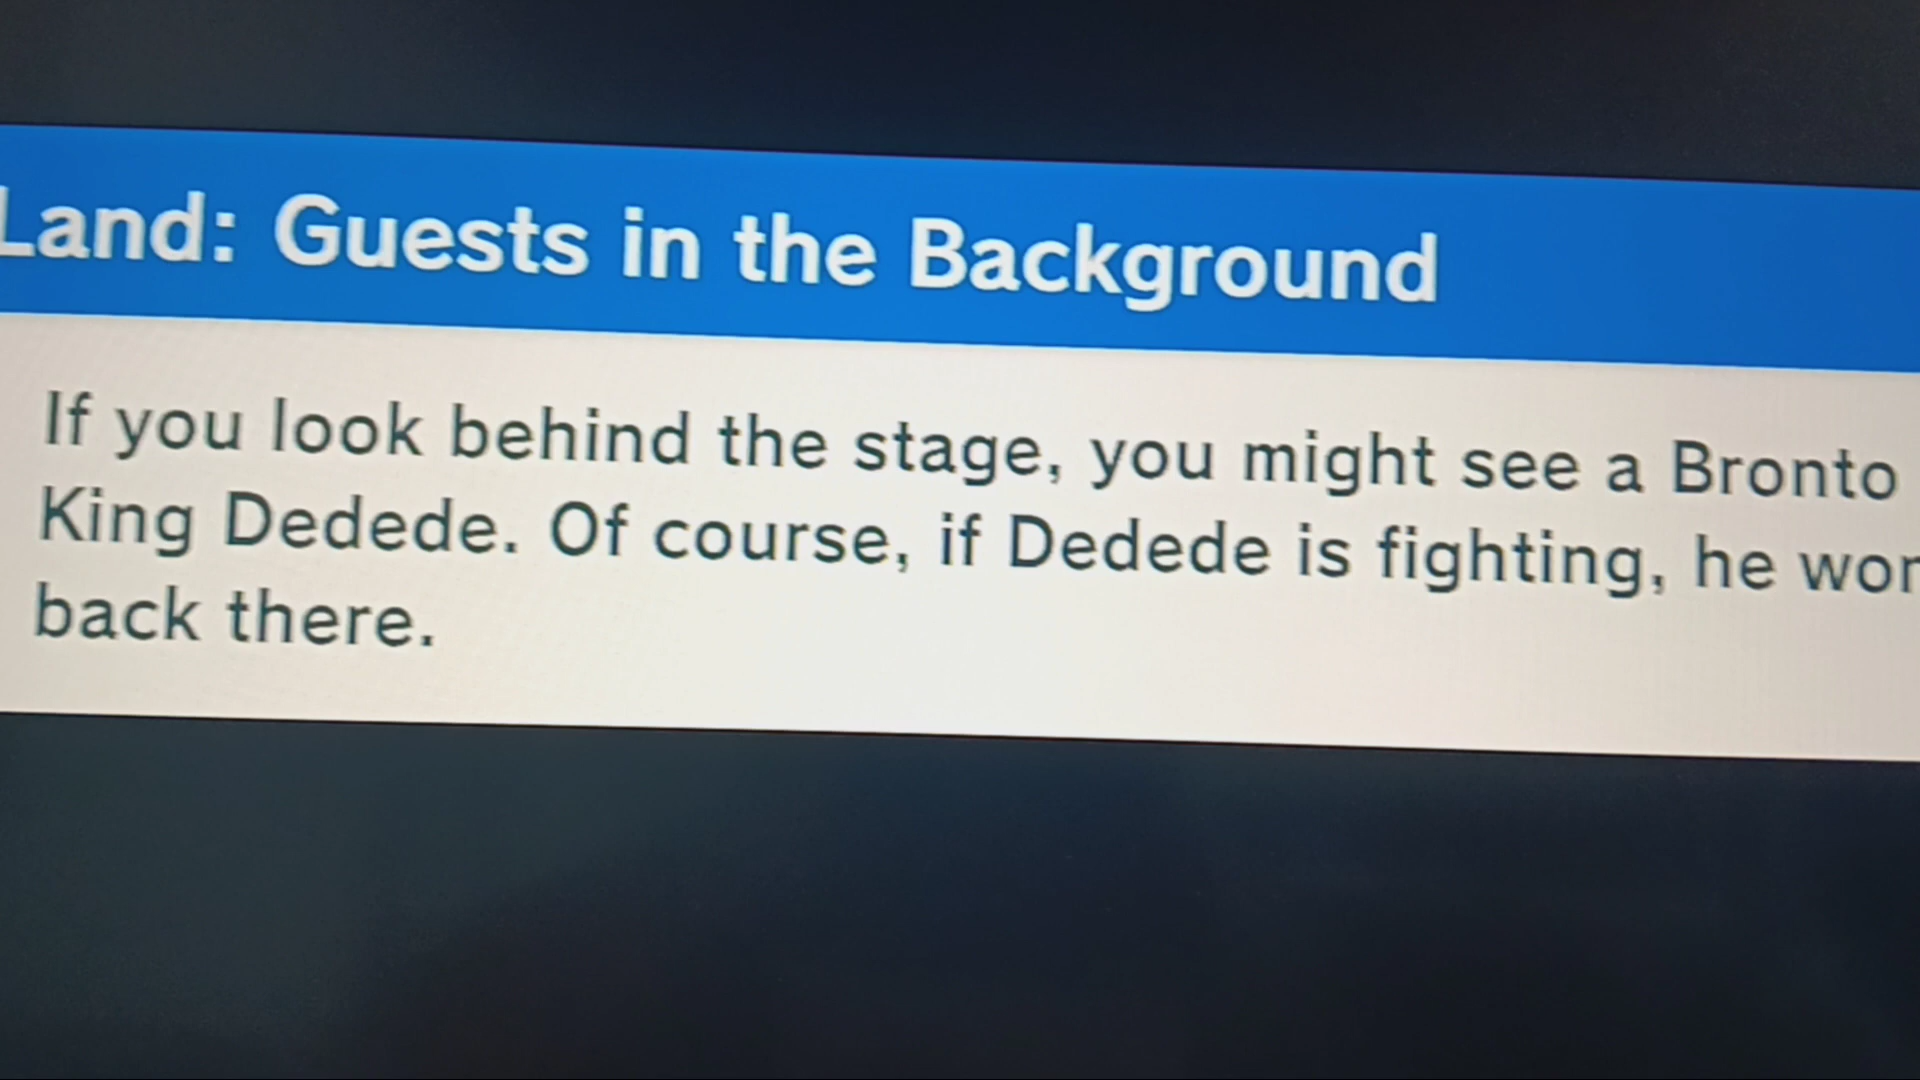 Land: Guests in the Background
If you look behind the stage, you might see a Bronto
King Dedede. Of course, if Dedede is fighting, he
back there.